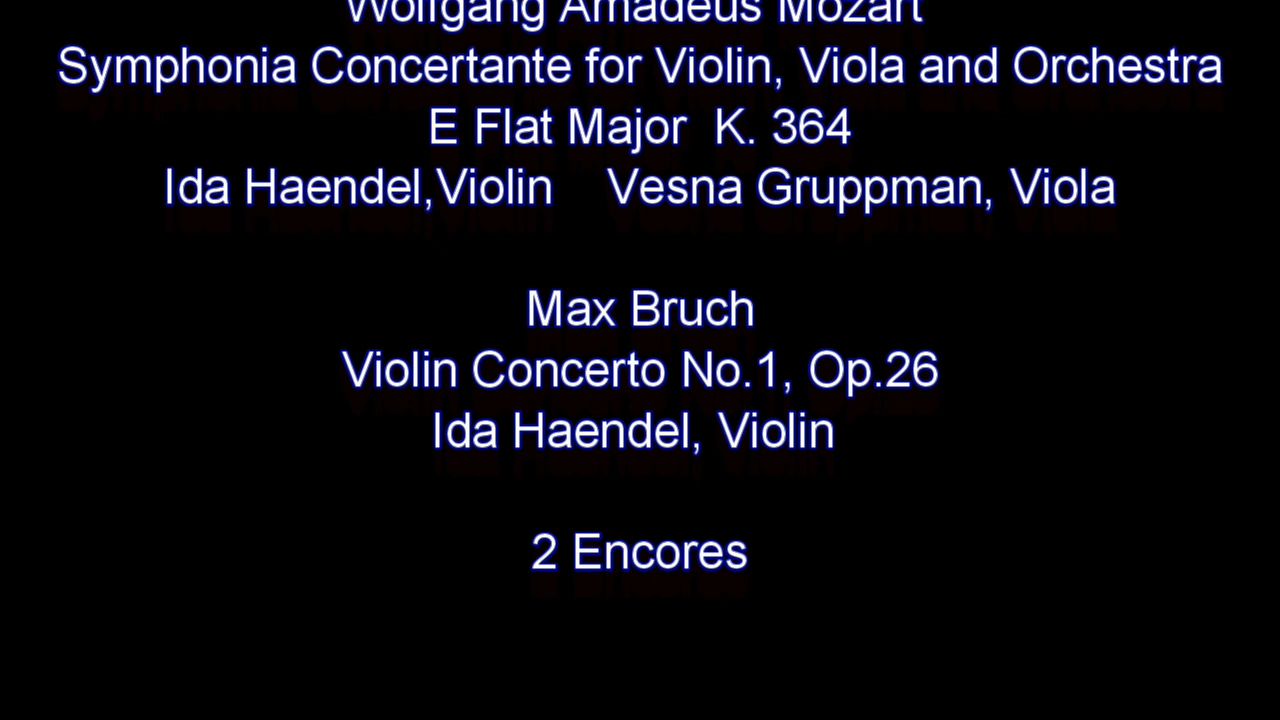 Wolfgang Amadeus Mozart
Symphonia Concertante for Violin, Viola and Orchestra
E Flat Major  K. 364
Ida Haendel,Violin    Vesna Gruppman, Viola
Max Bruch
Violin Concerto No.1, Op.26
Ida Haendel, Violin
2 Encores